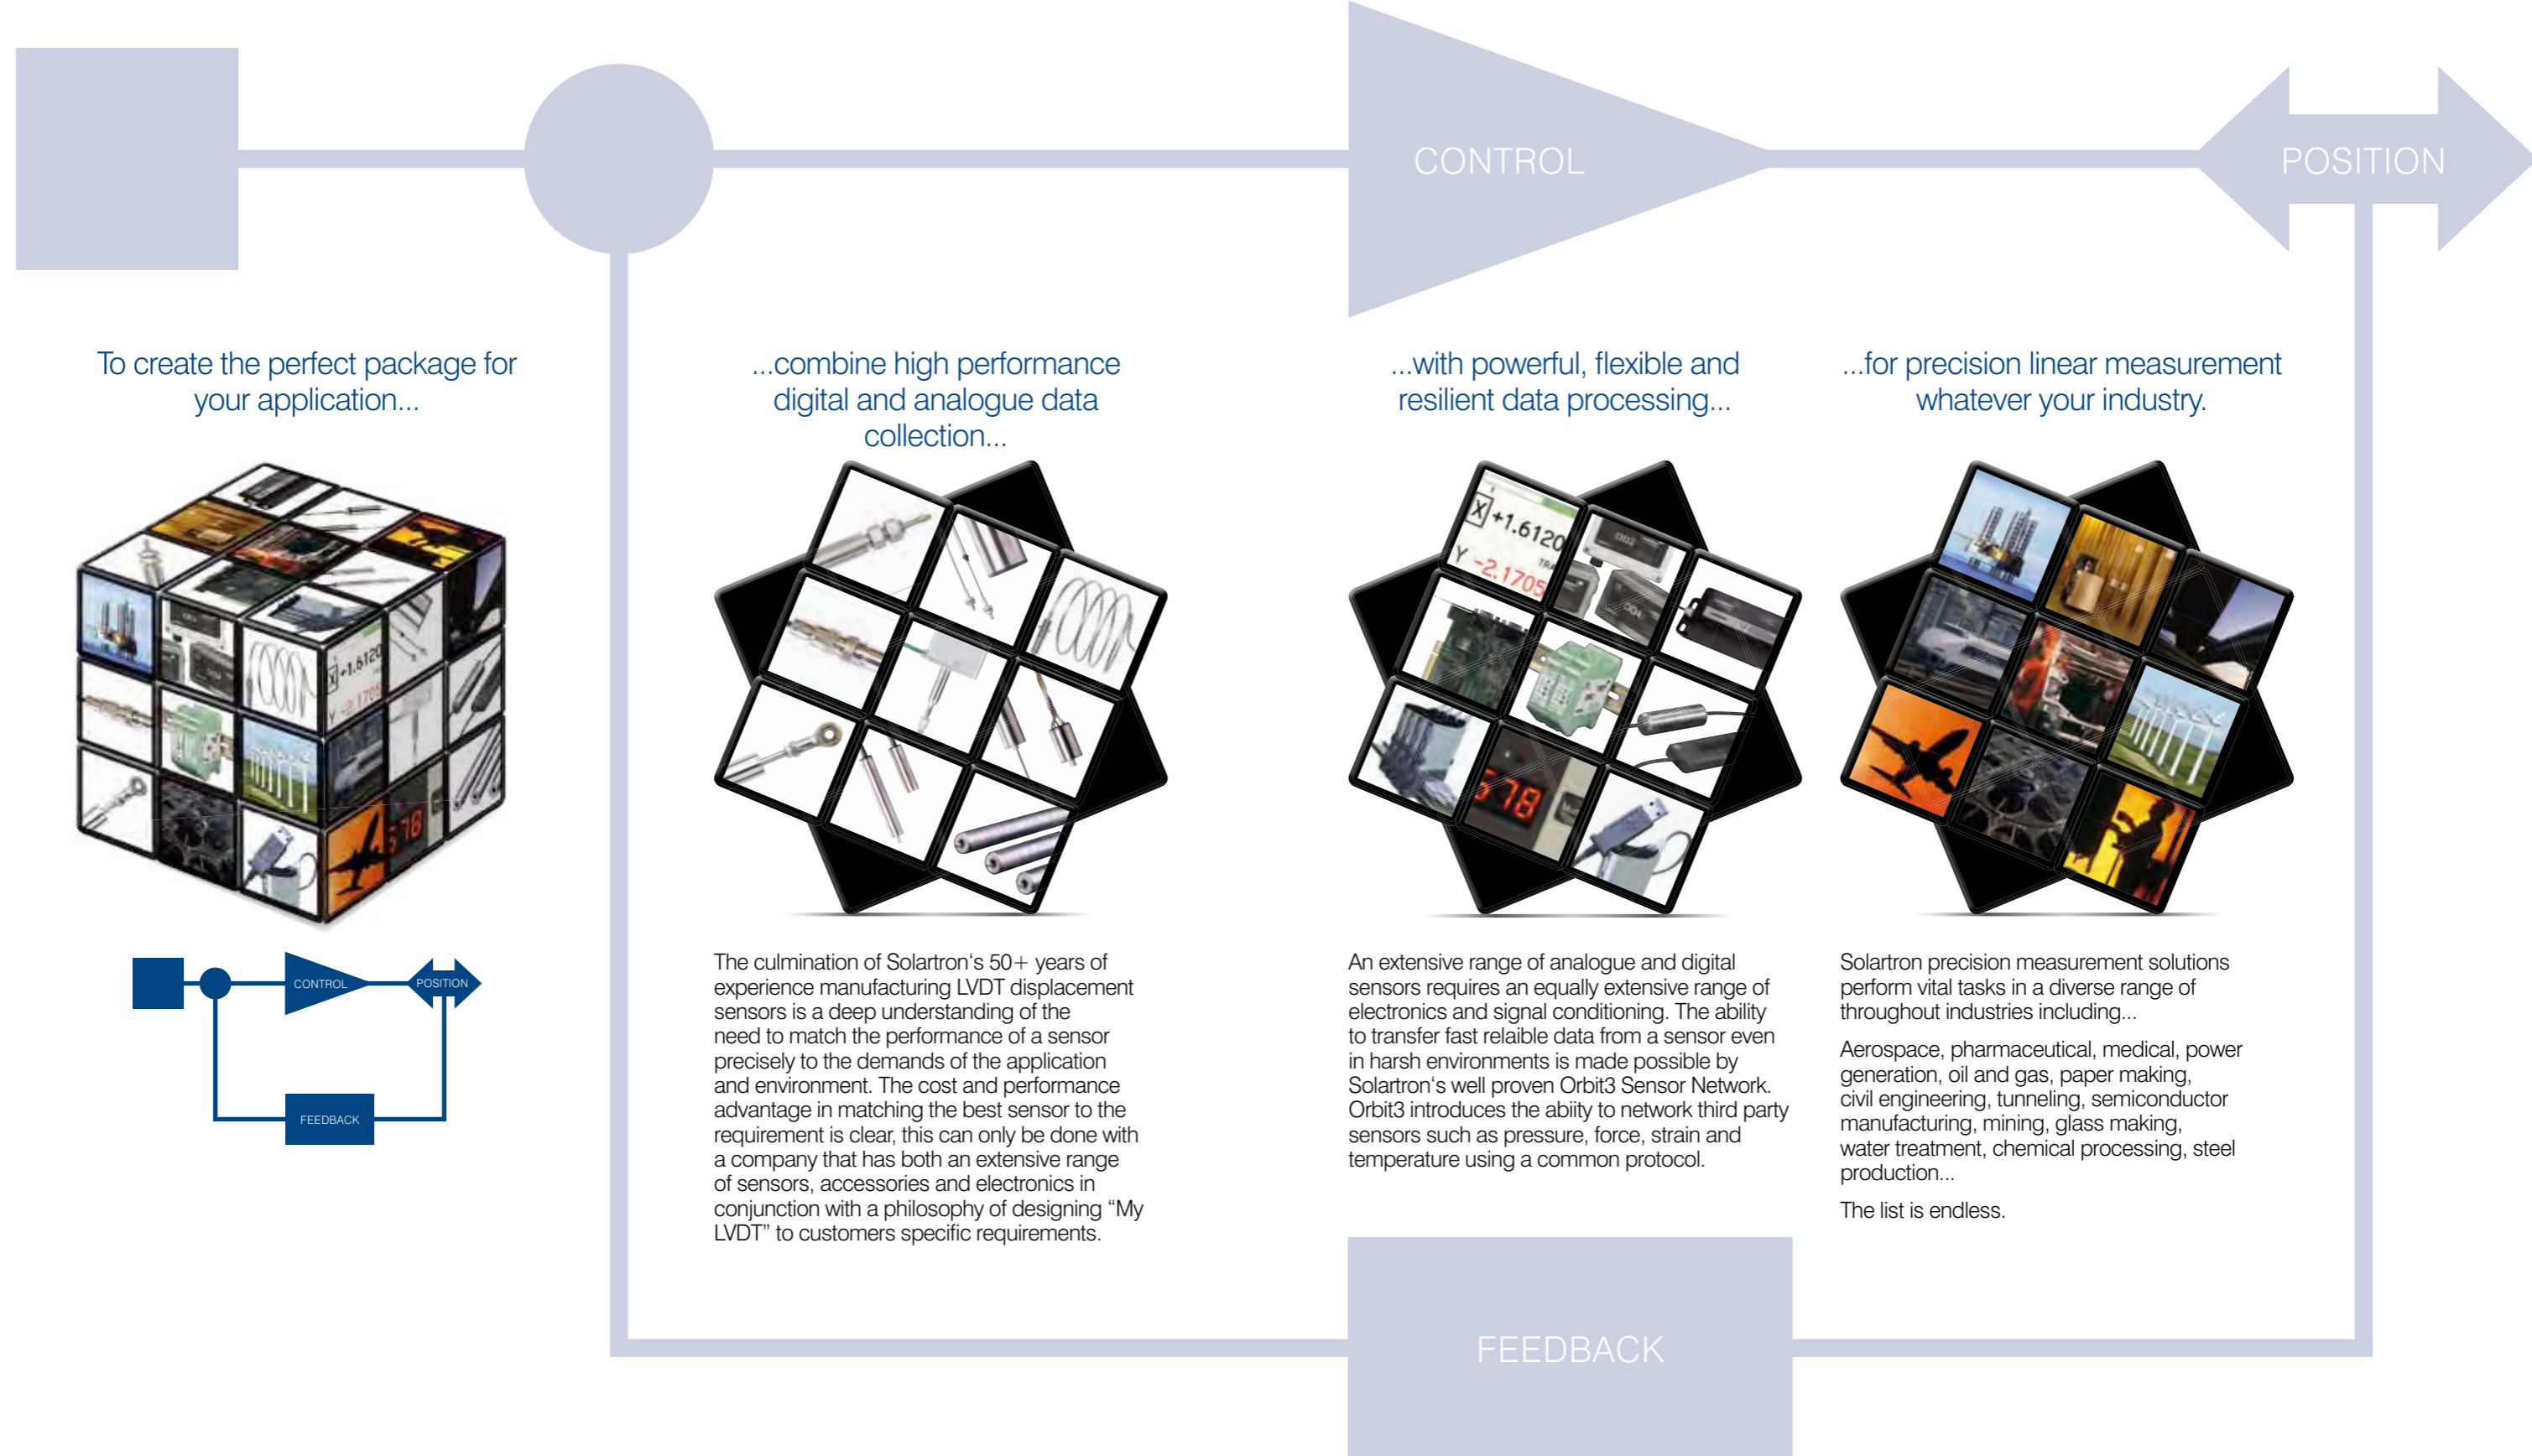 CONTROL
POSITION
To create the perfect package for
your application...
...combine high performance
digital and analogue data
collection...
...with powerful, flexible and
resilient data processing...
...for precision linear measurement
whatever your industry.
X +1.6120
Y -2.1705
X +1.6120
Y -2.1705
78
578
CONTROL
POSITION
FEEDBACK
The culmination of Solartron‘s 50+ years of
experience manufacturing LVDT displacement
sensors is a deep understanding of the
need to match the performance of a sensor
precisely to the demands of the application
and environment. The cost and performance
advantage in matching the best sensor to the
requirement is clear, this can only be done with
a company that has both an extensive range
of sensors, accessories and electronics in
conjunction with a philosophy of designing “My
LVDT” to customers specific requirements.
An extensive range of analogue and digital
sensors requires an equally extensive range of
electronics and signal conditioning. The ability
to transfer fast relaible data from a sensor even
in harsh environments is made possible by
Solartron‘s well proven Orbit3 Sensor Network.
Orbit3 introduces the abiity to network third party
sensors such as pressure, force, strain and
temperature using a common protocol.
Solartron precision measurement solutions
perform vital tasks in a diverse range of
throughout industries including...
Aerospace, pharmaceutical, medical, power
generation, oil and gas, paper making,
civil engineering, tunneling, semiconductor
manufacturing, mining, glass making,
water treatment, chemical processing, steel
production...
The list is endless.
FEEDBACK